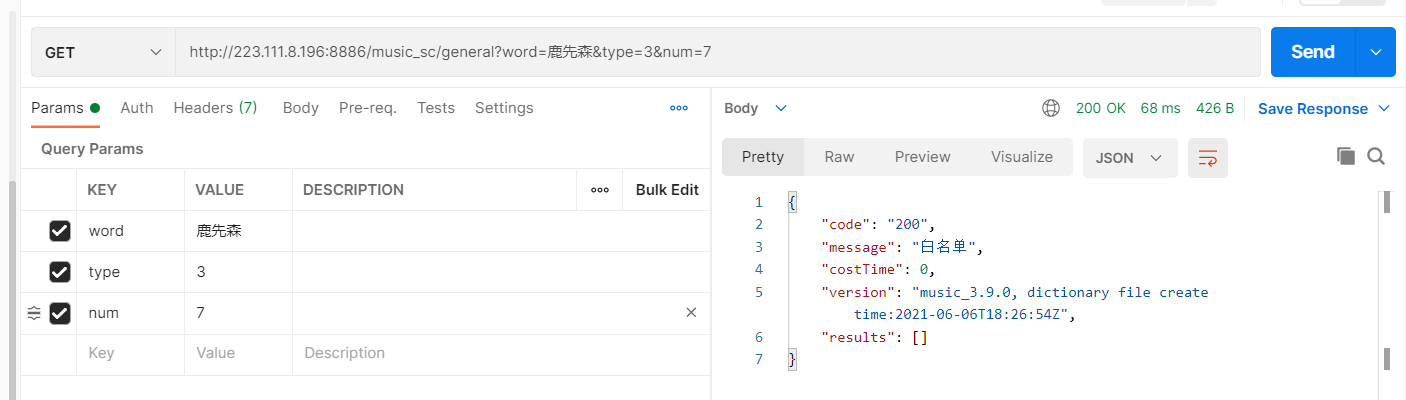 GET
http://223.111.8.196:8886/music_sc/general?word=鹿先森&type=3&num=7
Send
Params
Auth
Headers (7)
Body
Pre-req.
Tests
Settings
Query Params
KEY VALUE DESCRIPTION Bulk Edit
word 鹿先森
type 3
num 7
Key Value Description
Body
200 OK 68 ms 426 B
Save Response
Pretty Raw Preview Visualize
JSON
1 {
2 "code": "200",
3 "message": "白名单",
4 "costTime": 0,
5 "version": "music_3.9.0, dictionary file create
time:2021-06-06T18:26:54Z",
6 "results": []
7 }